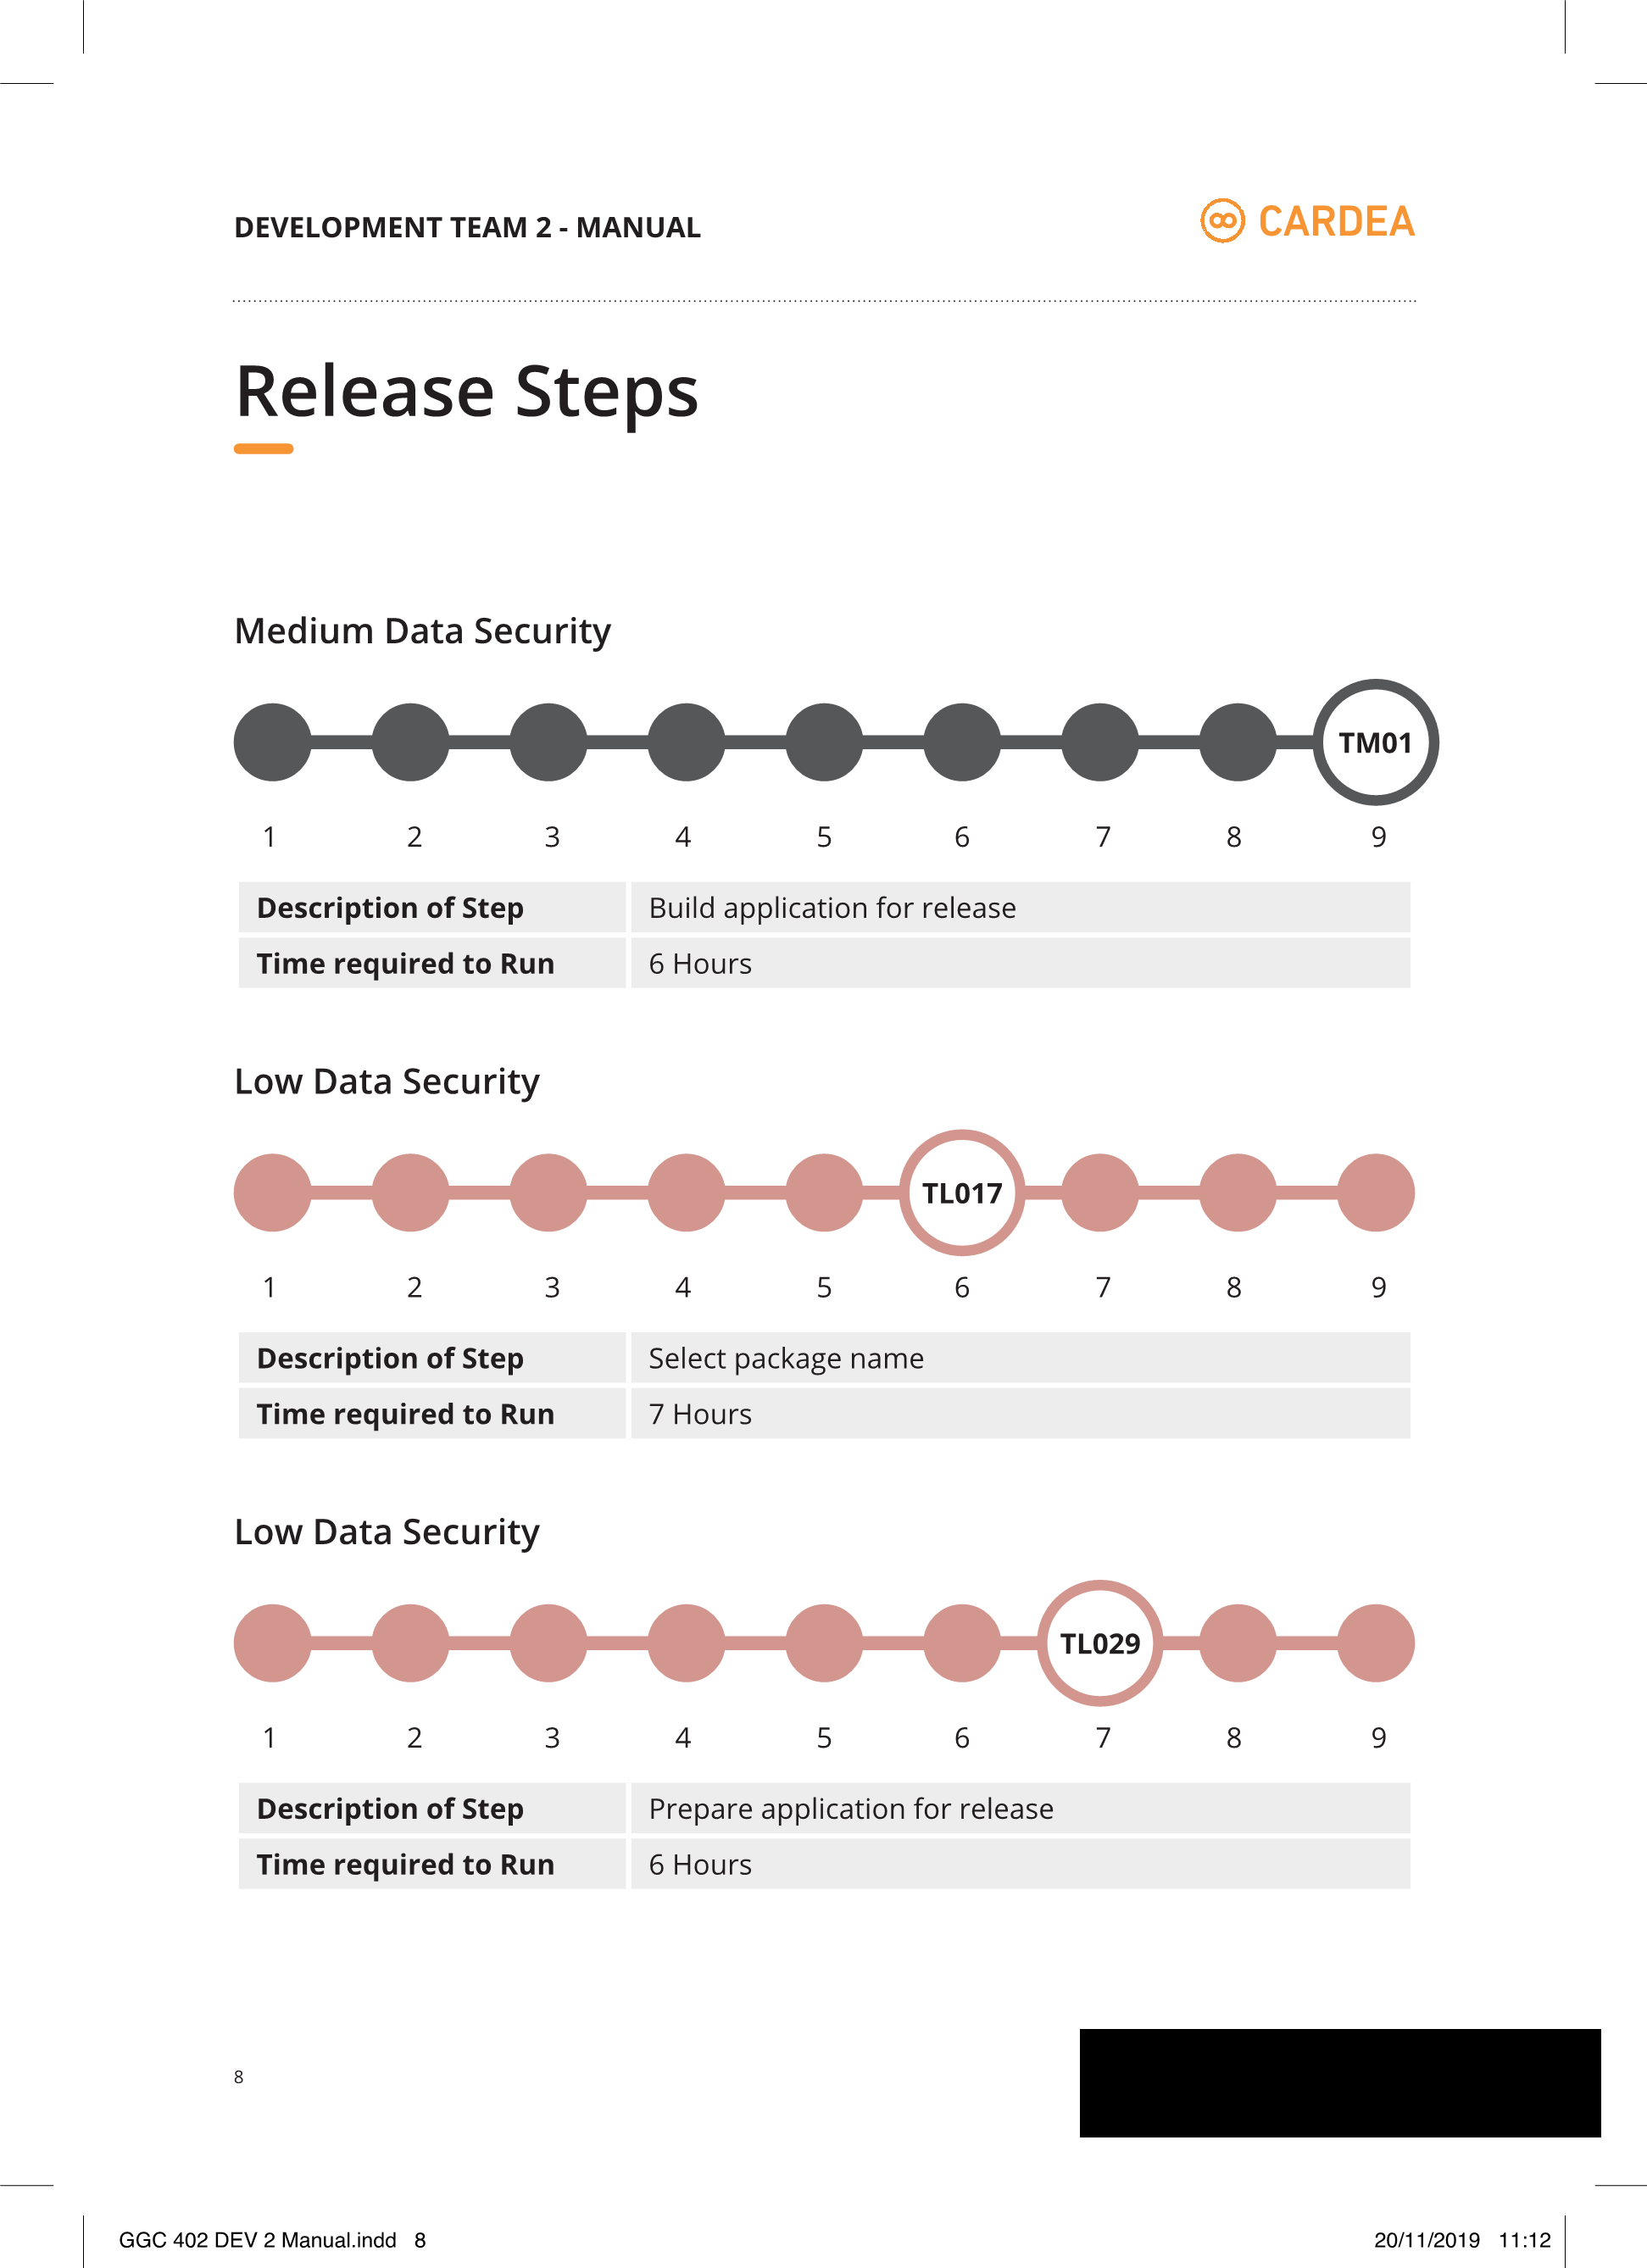 DEVELOPMENT TEAM 2 - MANUAL
CARDEA
Release Steps
Medium Data Security
TM01
1 2 3 4 5 6 7 8 9
Description of Step Build application for release
Time required to Run 6 Hours
Low Data Security
TL017
1 2 3 4 5 6 7 8 9
Description of Step Select package name
Time required to Run 7 Hours
Low Data Security
TL029
1 2 3 4 5 6 7 8 9
Description of Step Prepare application for release
Time required to Run 6 Hours
8
GGC 402 DEV 2 Manual.indd 8 20/11/2019 11:12